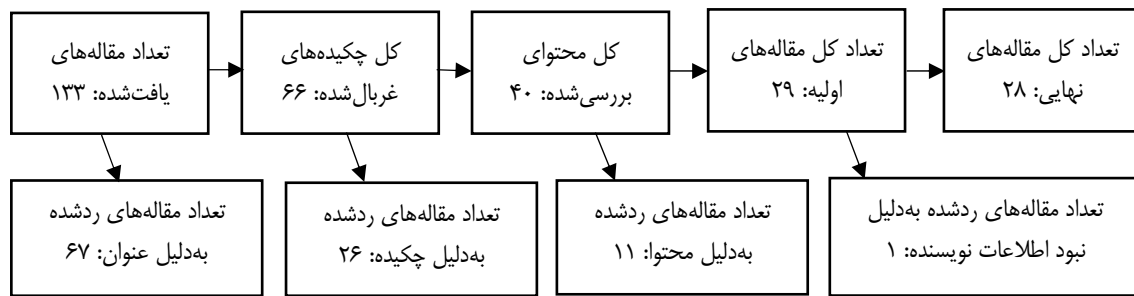 تعداد مقاله‌های
یافت‌شده: ۱۳۳
کل چکیده‌های
غربال‌شده: ۶۶
کل محتوای
بررسی‌شده: ۴۰
تعداد کل مقاله‌های
اولیه: ۲۹
تعداد کل مقاله‌های
نهایی: ۲۸
تعداد مقاله‌های ردشده
به‌دلیل عنوان: ۶۷
تعداد مقاله‌های ردشده
به‌دلیل چکیده: ۲۶
تعداد مقاله‌های ردشده
به‌دلیل محتوا: ۱۱
تعداد مقاله‌های ردشده به‌دلیل
نبود اطلاعات نویسنده: ۱